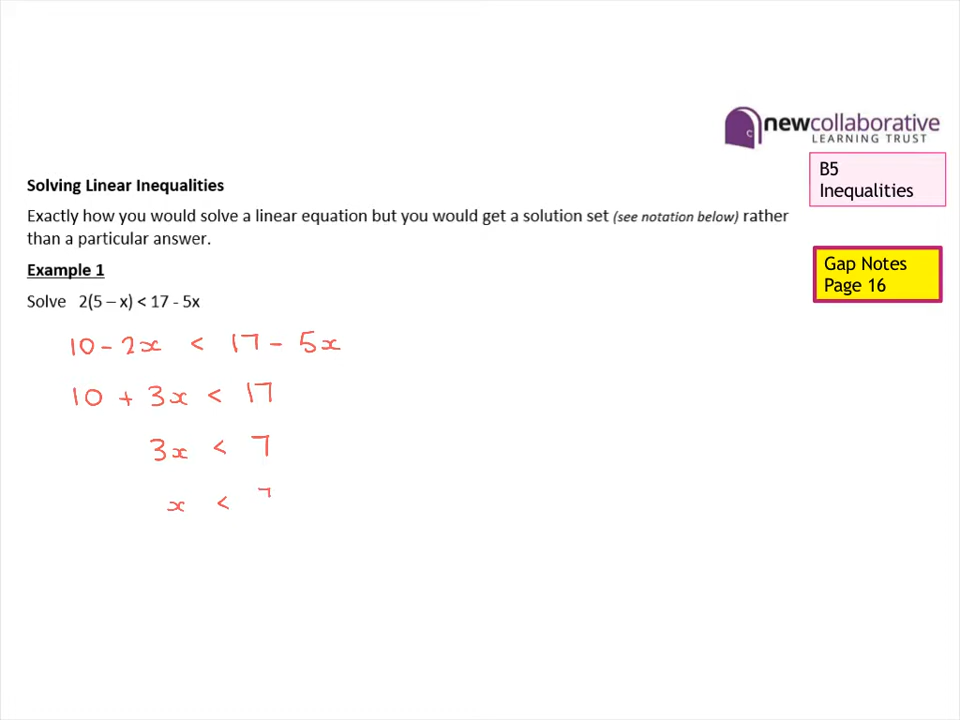 newcollaborative
LEARNING TRUST
B5
Inequalities
Solving Linear Inequalities
Exactly how you would solve a linear equation but you would get a solution set (see notation below) rather
than a particular answer.
Gap Notes
Page 16
Example 1
Solve 2(5 – x) < 17 - 5x
10 - 2x < 17 - 5x
10 + 3x < 17
3x < 7
x < 7